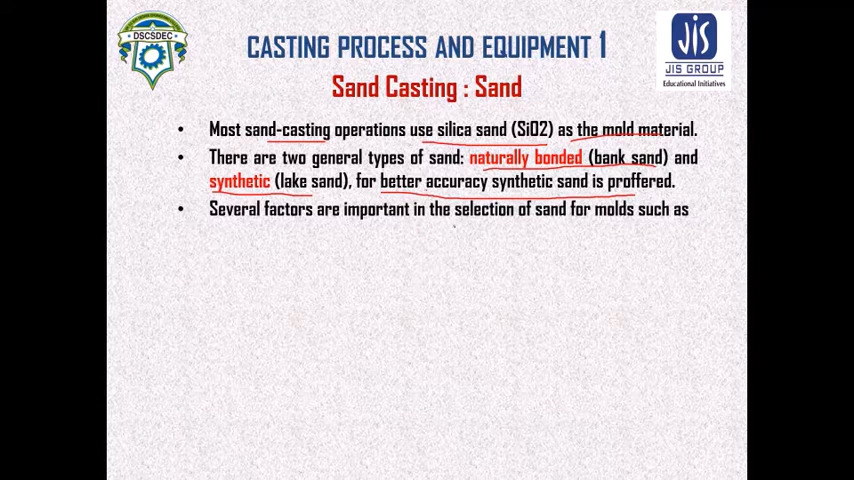 DSCSDEC
JIS
JIS GROUP
Educational Initiatives
CASTING PROCESS AND EQUIPMENT 1
Sand Casting : Sand
• Most sand-casting operations use silica sand (SiO2) as the mold material.
• There are two general types of sand: naturally bonded (bank sand) and
synthetic (lake sand), for better accuracy synthetic sand is proffered.
• Several factors are important in the selection of sand for molds such as